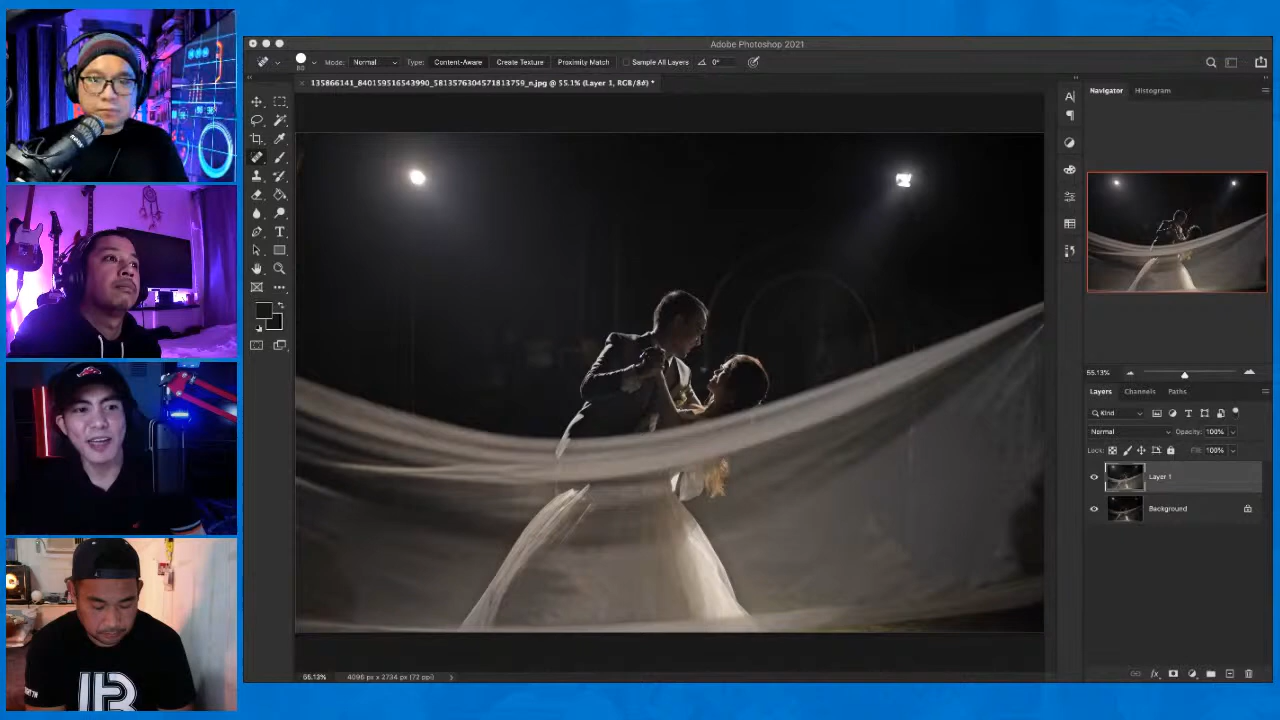 Adobe Photoshop 2021
Mode: Normal Type: Content-Aware Create Texture Proximity Match Sample All Layers 0°
135866141_840159516543990_5813576304571813759_n.jpg @ 55.1% (Layer 1, RGB/8#) *
Navigator Histogram
55.13%
Layers Channels Paths
Kind
Normal Opacity: 100%
Lock: Fill: 100%
Layer 1
Background
fx
55.13% 4096 px x 2734 px (72 ppi)